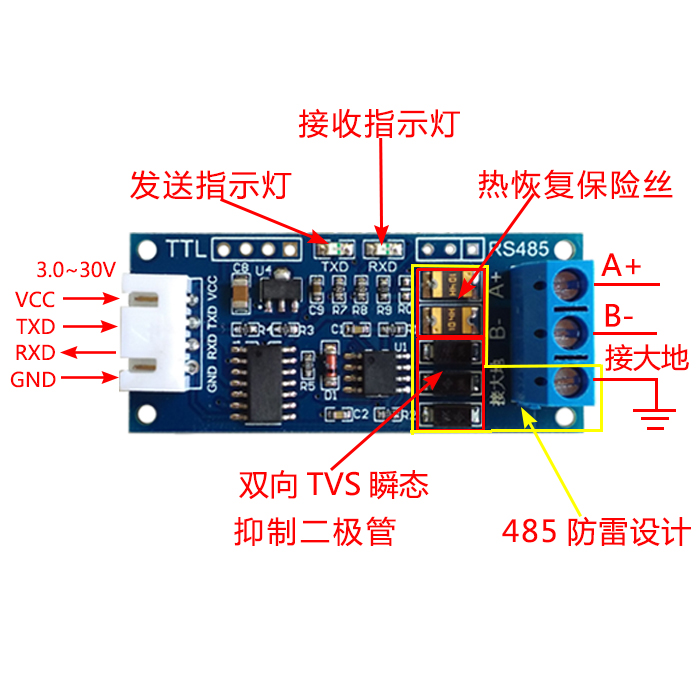 接收指示灯
发送指示灯
热恢复保险丝
TTL
RS485
TXD
RXD
3.0~30V
VCC
TXD
RXD
GND
VCC
TXD
RXD
GND
C8
U4
C9
R7
R8
R9
R3
C1
U1
D1
C2
A+
B-
接大地
A+
B-
接大地
双向 TVS 瞬态
抑制二极管
485 防雷设计